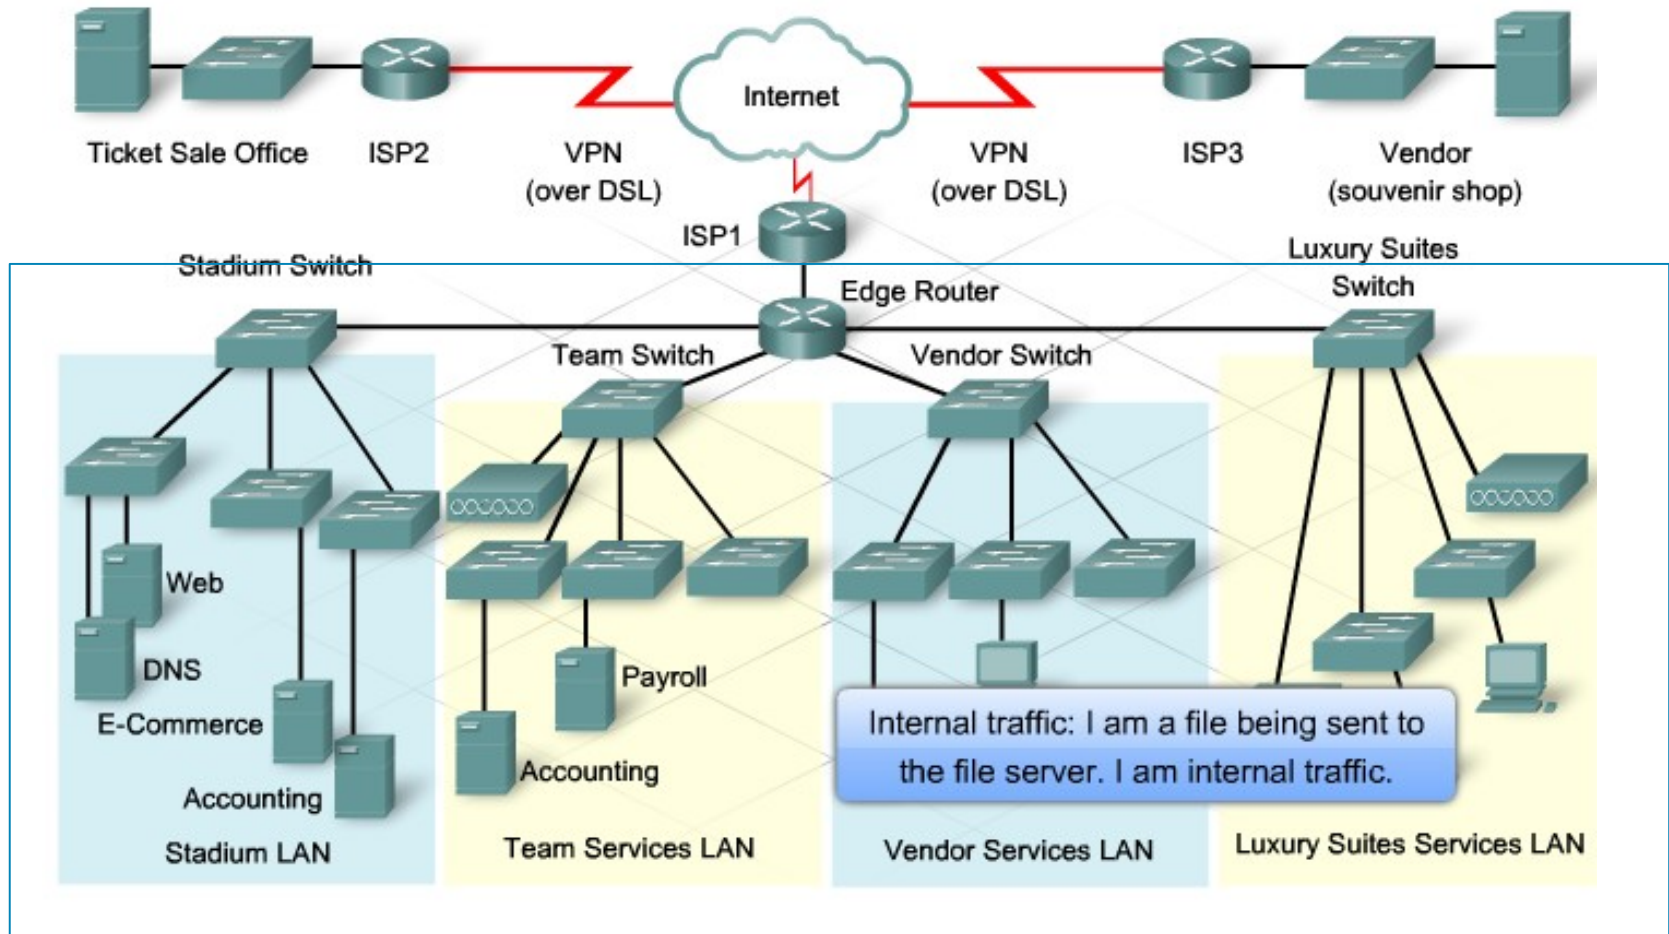 Internet
Ticket Sale Office
ISP2
VPN
(over DSL)
VPN
(over DSL)
ISP3
Vendor
(souvenir shop)
ISP1
Stadium Switch
Luxury Suites
Switch
Edge Router
Team Switch
Vendor Switch
Web
DNS
E-Commerce
Accounting
Stadium LAN
Payroll
Accounting
Team Services LAN
Internal traffic: I am a file being sent to
the file server. I am internal traffic.
Vendor Services LAN
Luxury Suites Services LAN